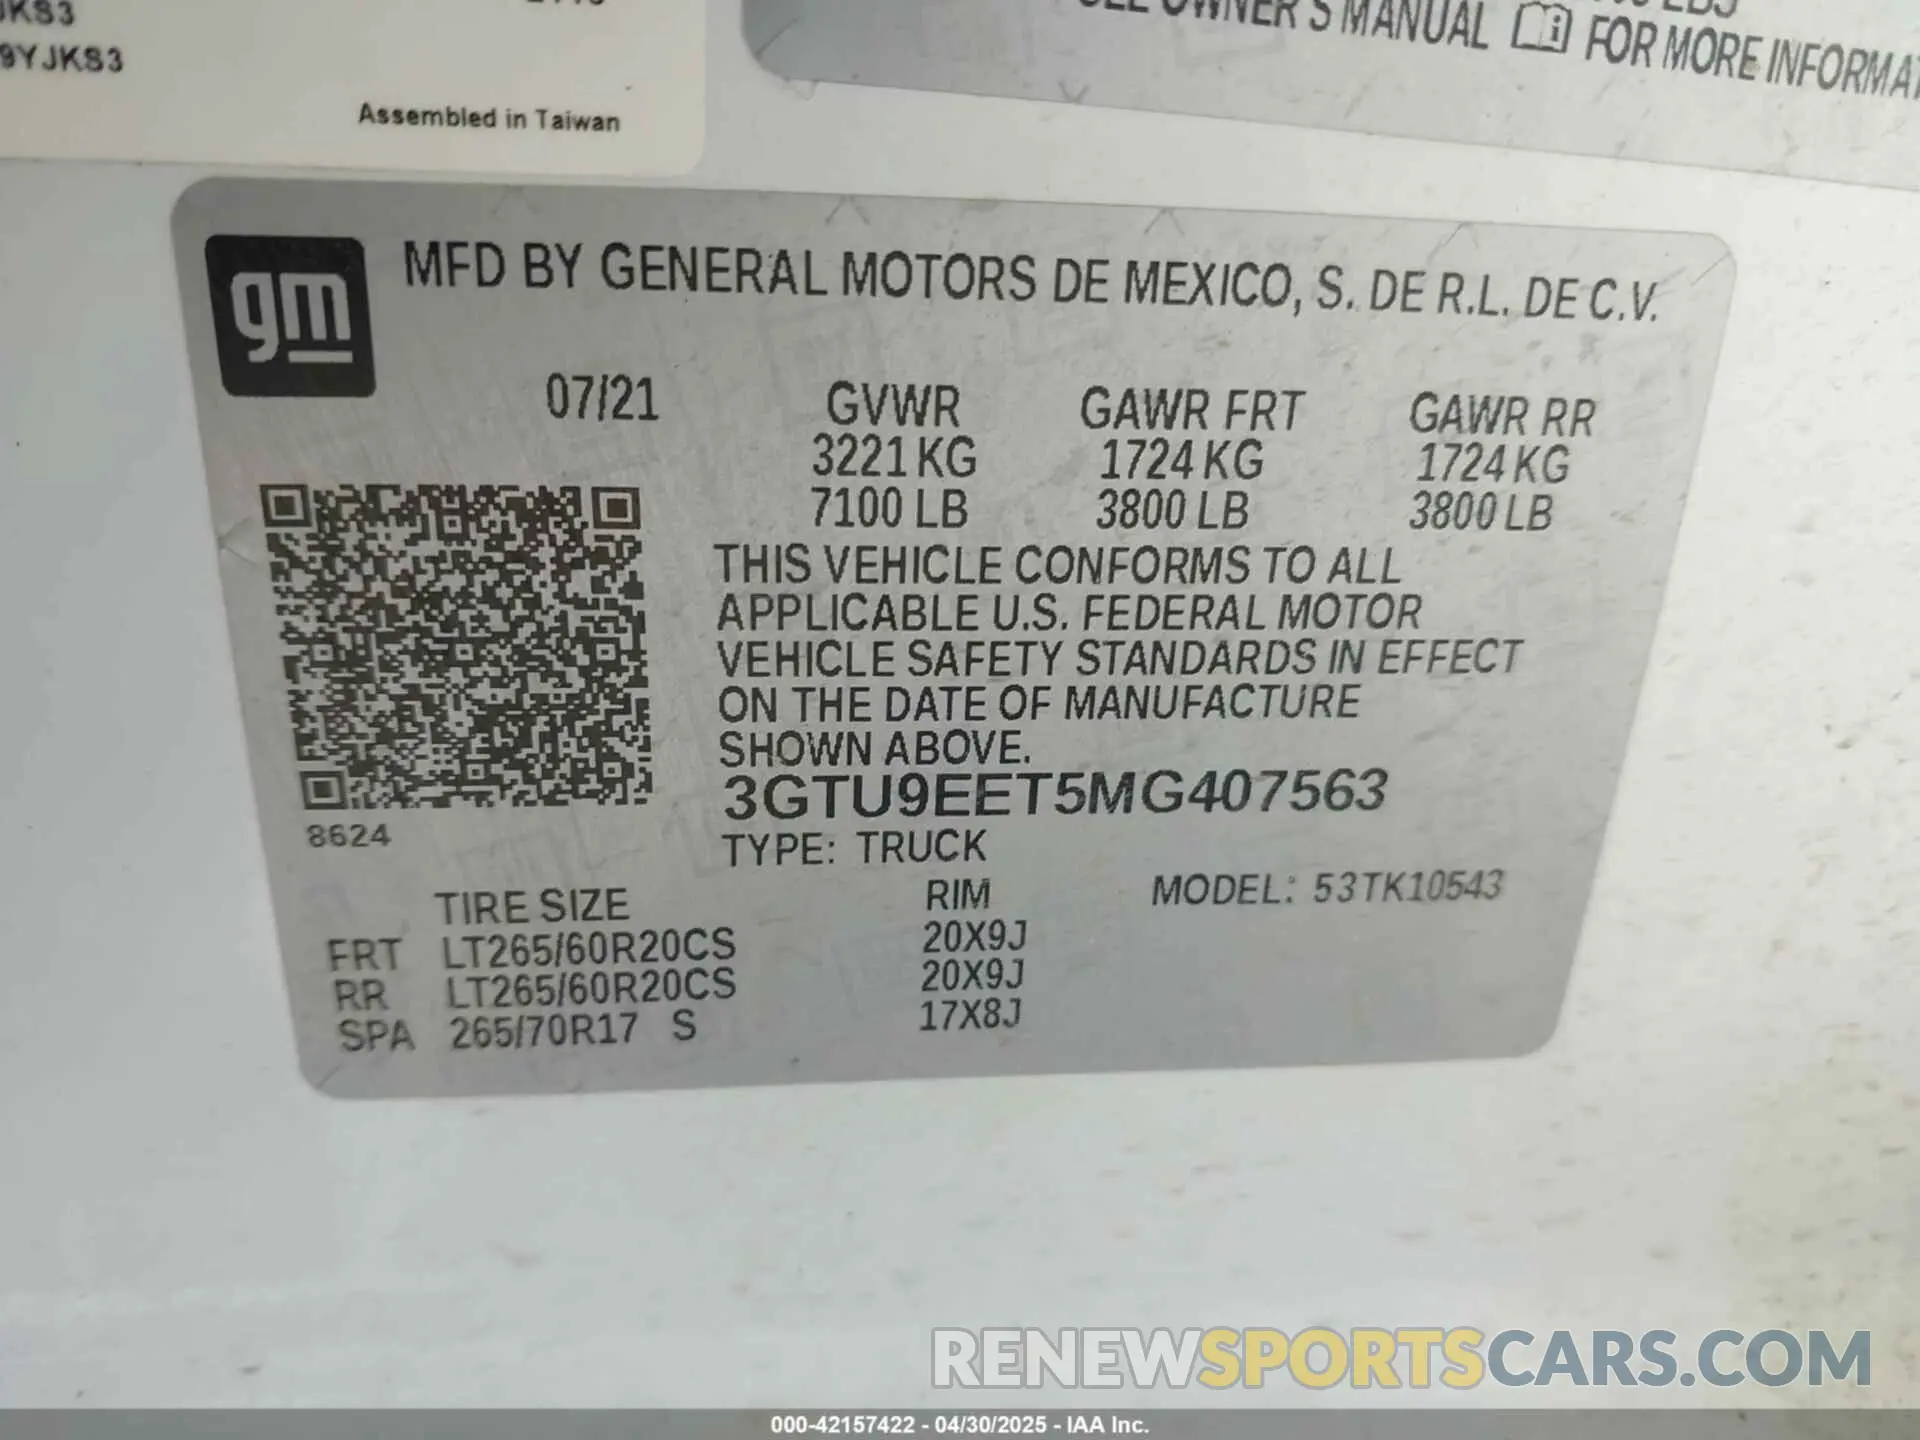 JKS3
9YJKS3
Assembled in Taiwan
OWNER'S MANUAL FOR MORE
gm
MFD BY GENERAL MOTORS DE MEXICO, S. DE R.L. DE C.V.
07/21 GVWR GAWR FRT GAWR RR
3221 KG 1724 KG 1724 KG
7100 LB 3800 LB 3800 LB
THIS VEHICLE CONFORMS TO ALL
APPLICABLE U.S. FEDERAL MOTOR
VEHICLE SAFETY STANDARDS IN EFFECT
ON THE DATE OF MANUFACTURE
SHOWN ABOVE.
3GTU9EET5MG407563
8624
TYPE: TRUCK
TIRE SIZE RIM MODEL: 53TK10543
FRT LT265/60R20CS 20X9J
RR LT265/60R20CS 20X9J
SPA 265/70R17 S 17X8J
RENEWSPORTSCARS.COM
000-42157422 - 04/30/2025 - IAA Inc.